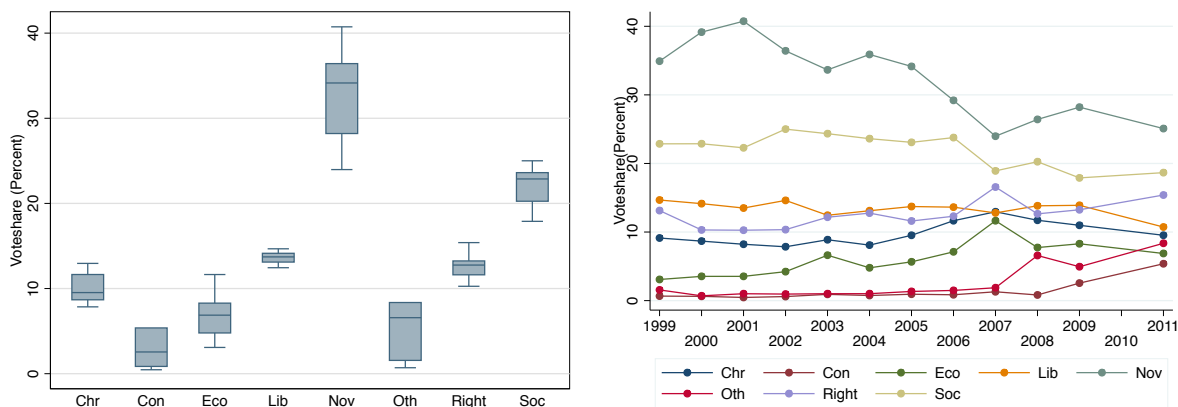 Voteshare (Percent)
40
30
20
10
0
Chr Con Eco Lib Nov Oth Right Soc
Voteshare(Percent)
40
30
20
10
0
1999 2001 2003 2005 2007 2009 2011
2000 2002 2004 2006 2008 2010
Chr Con Eco Lib Nov
Oth Right Soc